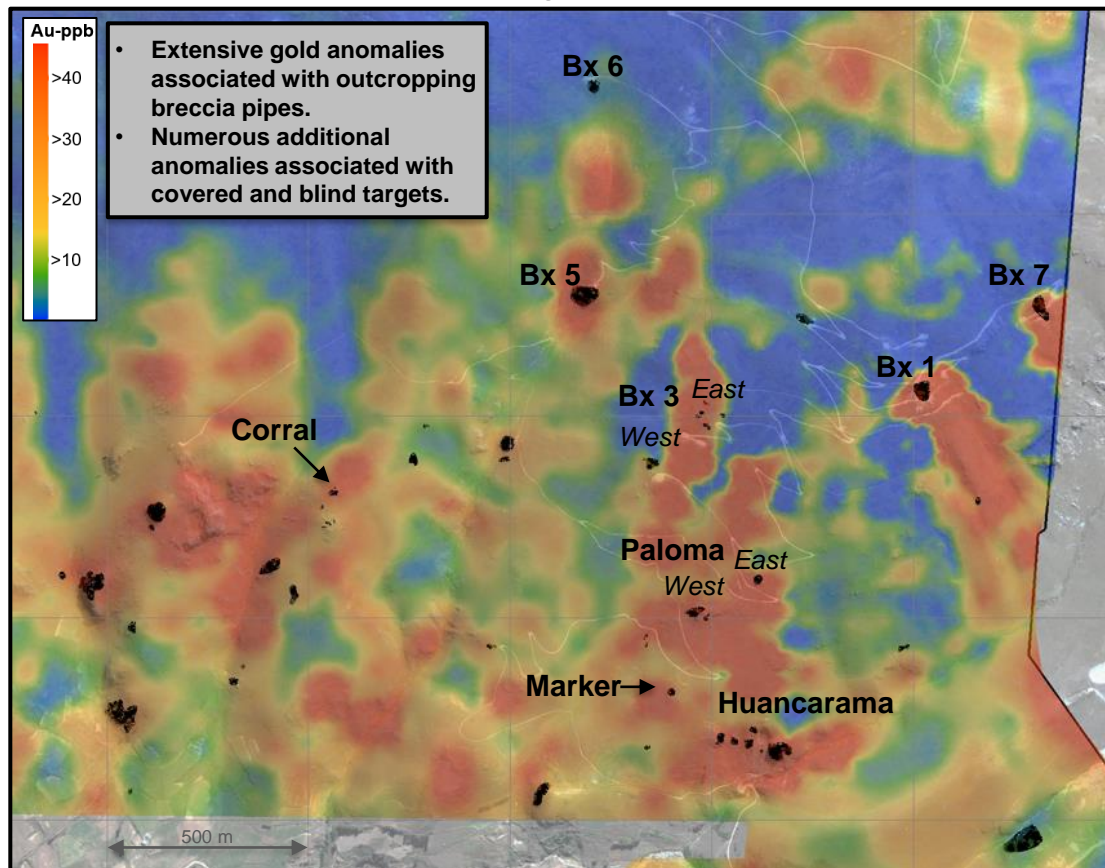 Au-ppb
>40
>30
>20
>10
• Extensive gold anomalies
associated with outcropping
breccia pipes.
• Numerous additional
anomalies associated with
covered and blind targets.
Bx 6
Bx 5
Bx 7
Bx 1
Bx 3
East
West
Corral
Paloma
East
West
Marker
Huancarama
500 m